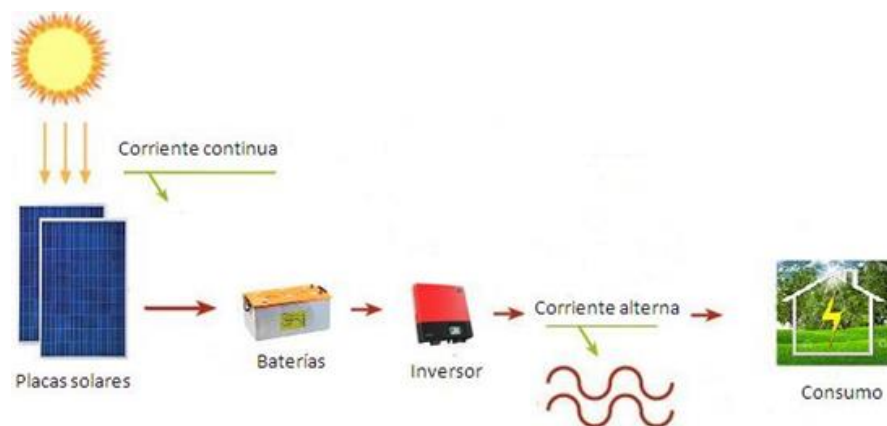 Corriente continua
Placas solares
Baterías
Inversor
Corriente alterna
Consumo